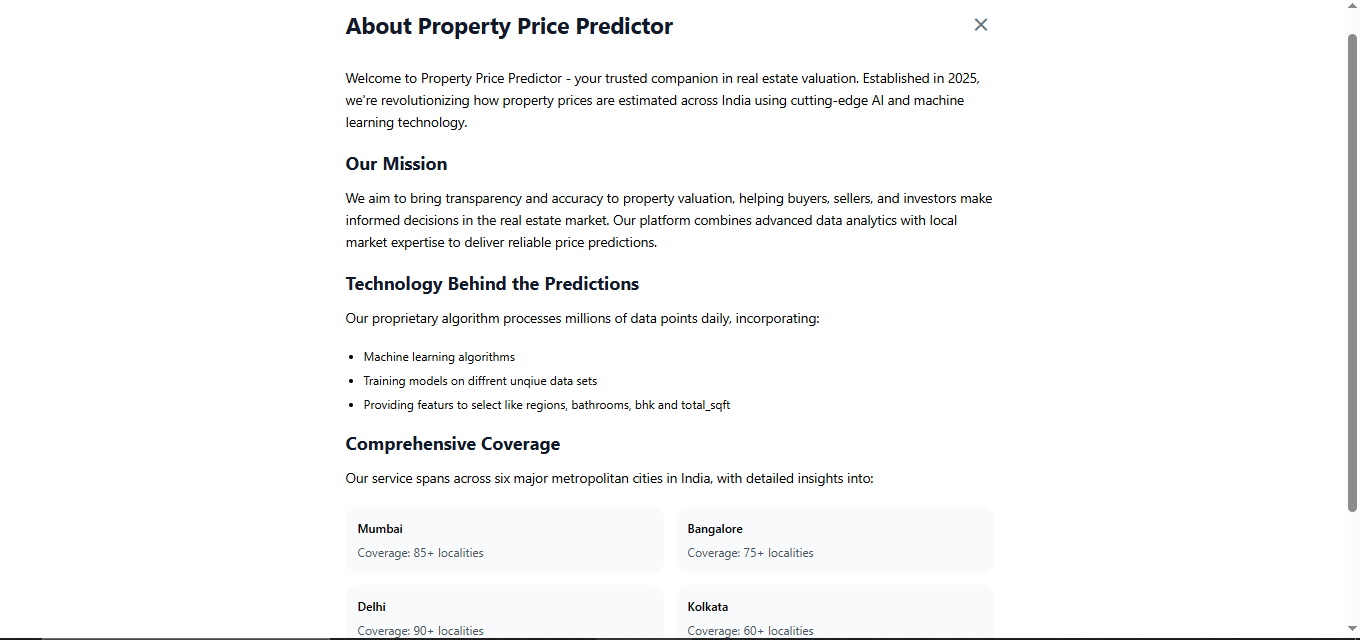 About Property Price Predictor
Welcome to Property Price Predictor - your trusted companion in real estate valuation. Established in 2025,
we're revolutionizing how property prices are estimated across India using cutting-edge AI and machine
learning technology.
Our Mission
We aim to bring transparency and accuracy to property valuation, helping buyers, sellers, and investors make
informed decisions in the real estate market. Our platform combines advanced data analytics with local
market expertise to deliver reliable price predictions.
Technology Behind the Predictions
Our proprietary algorithm processes millions of data points daily, incorporating:
• Machine learning algorithms
• Training models on diffrent unqiue data sets
• Providing featurs to select like regions, bathrooms, bhk and total_sqft
Comprehensive Coverage
Our service spans across six major metropolitan cities in India, with detailed insights into:
Mumbai
Coverage: 85+ localities
Bangalore
Coverage: 75+ localities
Delhi
Coverage: 90+ localities
Kolkata
Coverage: 60+ localities